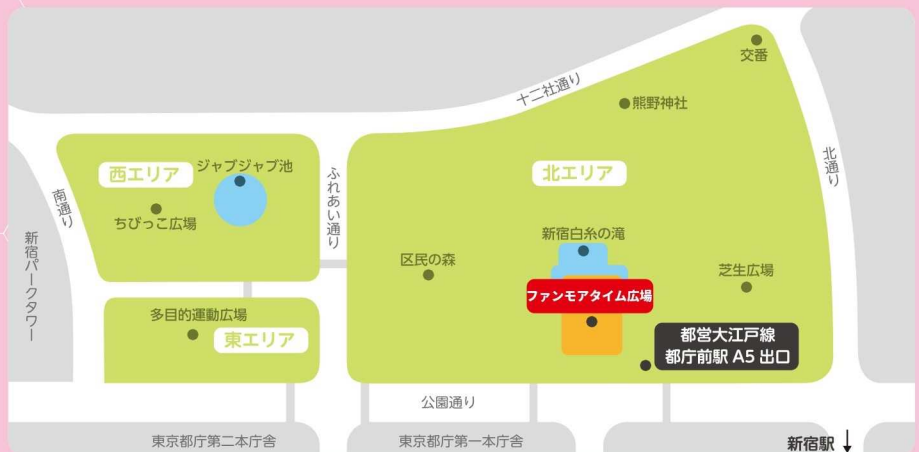 交番
十二社通り
熊野神社
北通り
西エリア
ジャブジャブ池
ふれあい通り
北エリア
南通り
ちびっこ広場
新宿パークタワー
新宿白糸の滝
区民の森
芝生広場
ファンモアタイム広場
多目的運動広場
東エリア
都営大江戸線
都庁前駅 A5 出口
公園通り
東京都庁第二本庁舎
東京都庁第一本庁舎
新宿駅 ↓